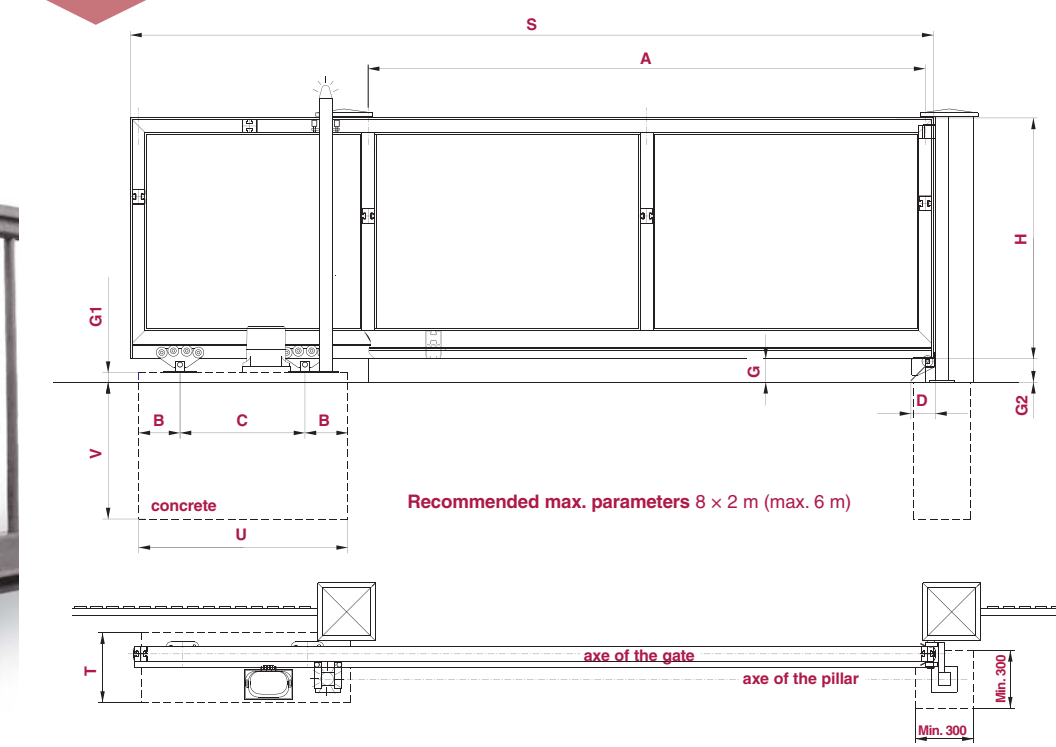 S
A
H
G1
G
G2
D
B
C
B
V
concrete
Recommended max. parameters 8 × 2 m (max. 6 m)
U
T
axe of the gate
axe of the pillar
Min. 300
Min. 300